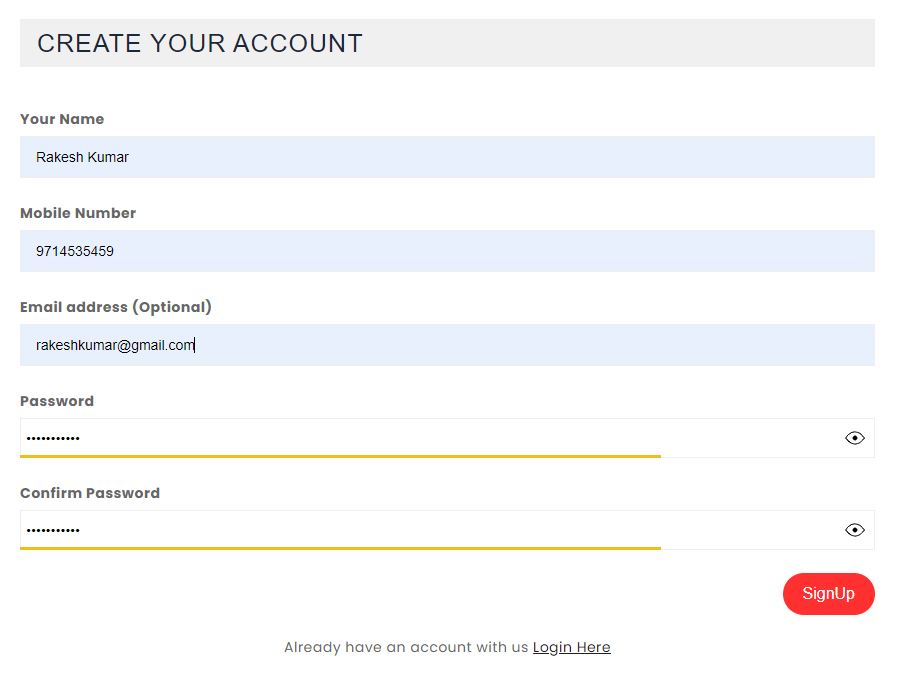 CREATE YOUR ACCOUNT
Your Name
Rakesh Kumar
Mobile Number
9714535459
Email address (Optional)
rakeshkumar@gmail.com
Password
•••••••••••
Confirm Password
•••••••••••
SignUp
Already have an account with us Login Here